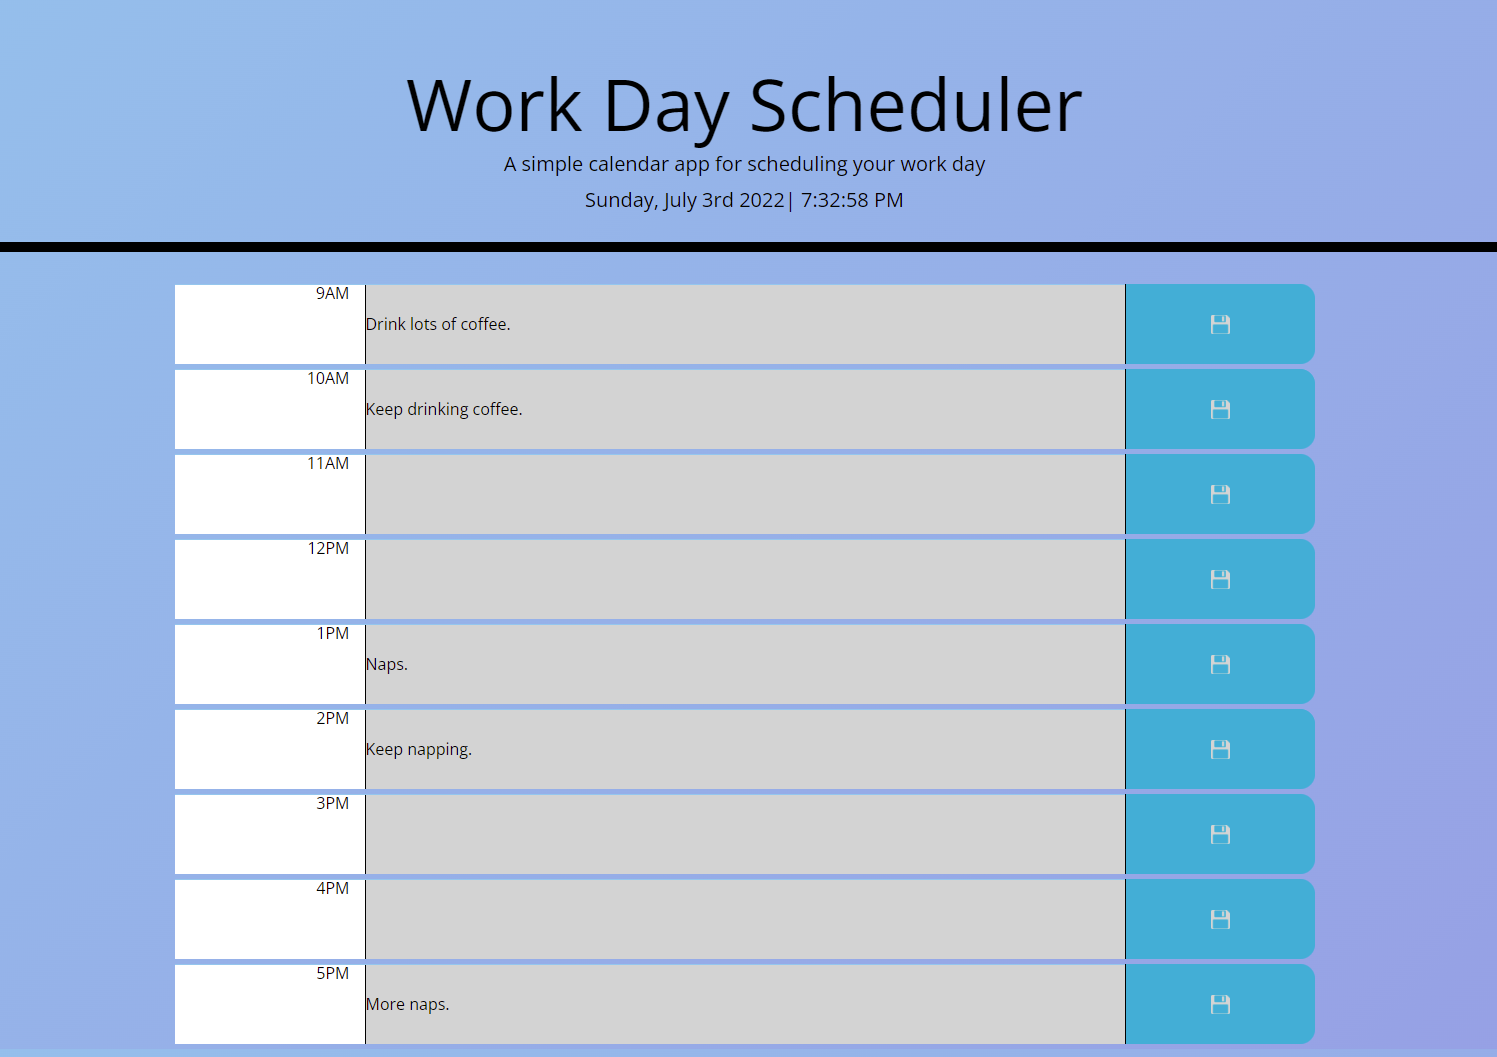 Work Day Scheduler
A simple calendar app for scheduling your work day
Sunday, July 3rd 2022| 7:32:58 PM
9AM
Drink lots of coffee.
10AM
Keep drinking coffee.
11AM
12PM
1PM
Naps.
2PM
Keep napping.
3PM
4PM
5PM
More naps.